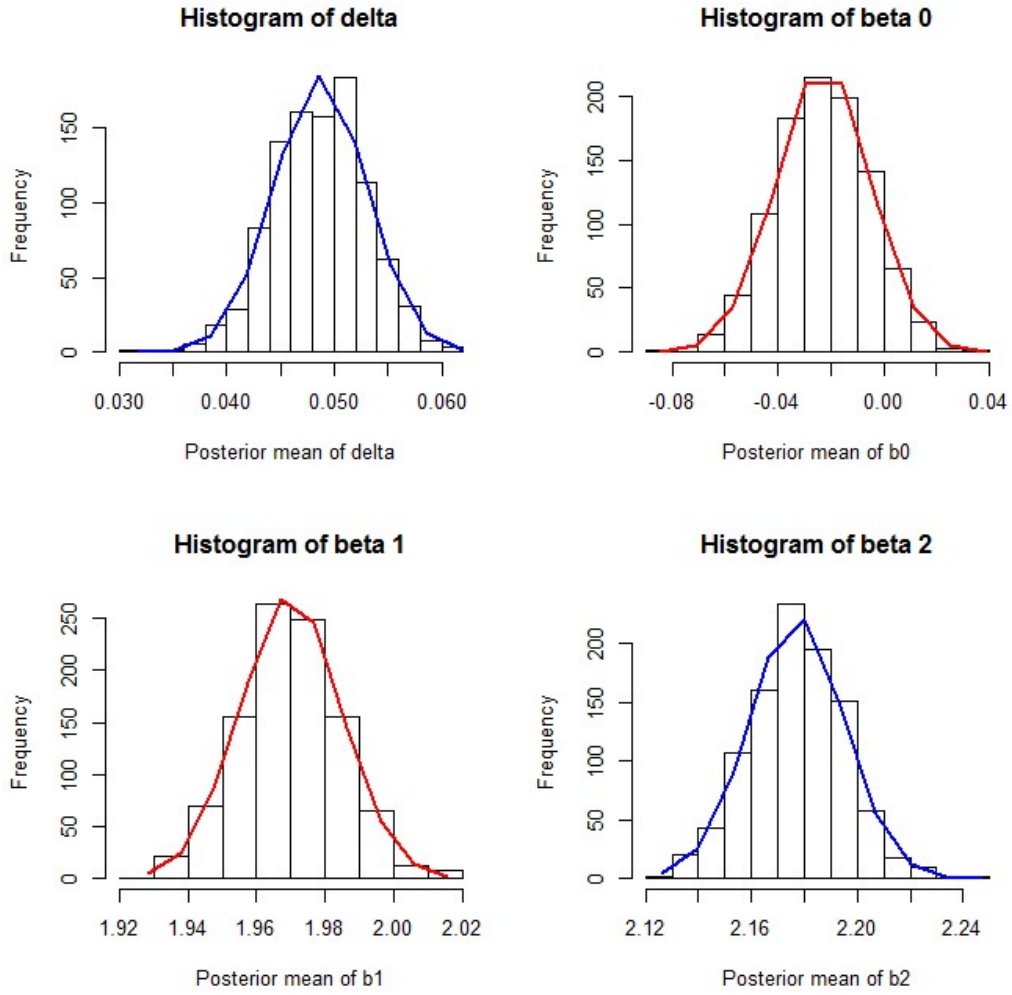 Histogram of delta
Frequency
0 50 100 150
0.030 0.040 0.050 0.060
Posterior mean of delta
Histogram of beta 0
Frequency
0 50 100 150 200
-0.08 -0.04 0.00 0.04
Posterior mean of b0
Histogram of beta 1
Frequency
0 50 100 150 200 250
1.92 1.94 1.96 1.98 2.00 2.02
Posterior mean of b1
Histogram of beta 2
Frequency
0 50 100 150 200
2.12 2.16 2.20 2.24
Posterior mean of b2